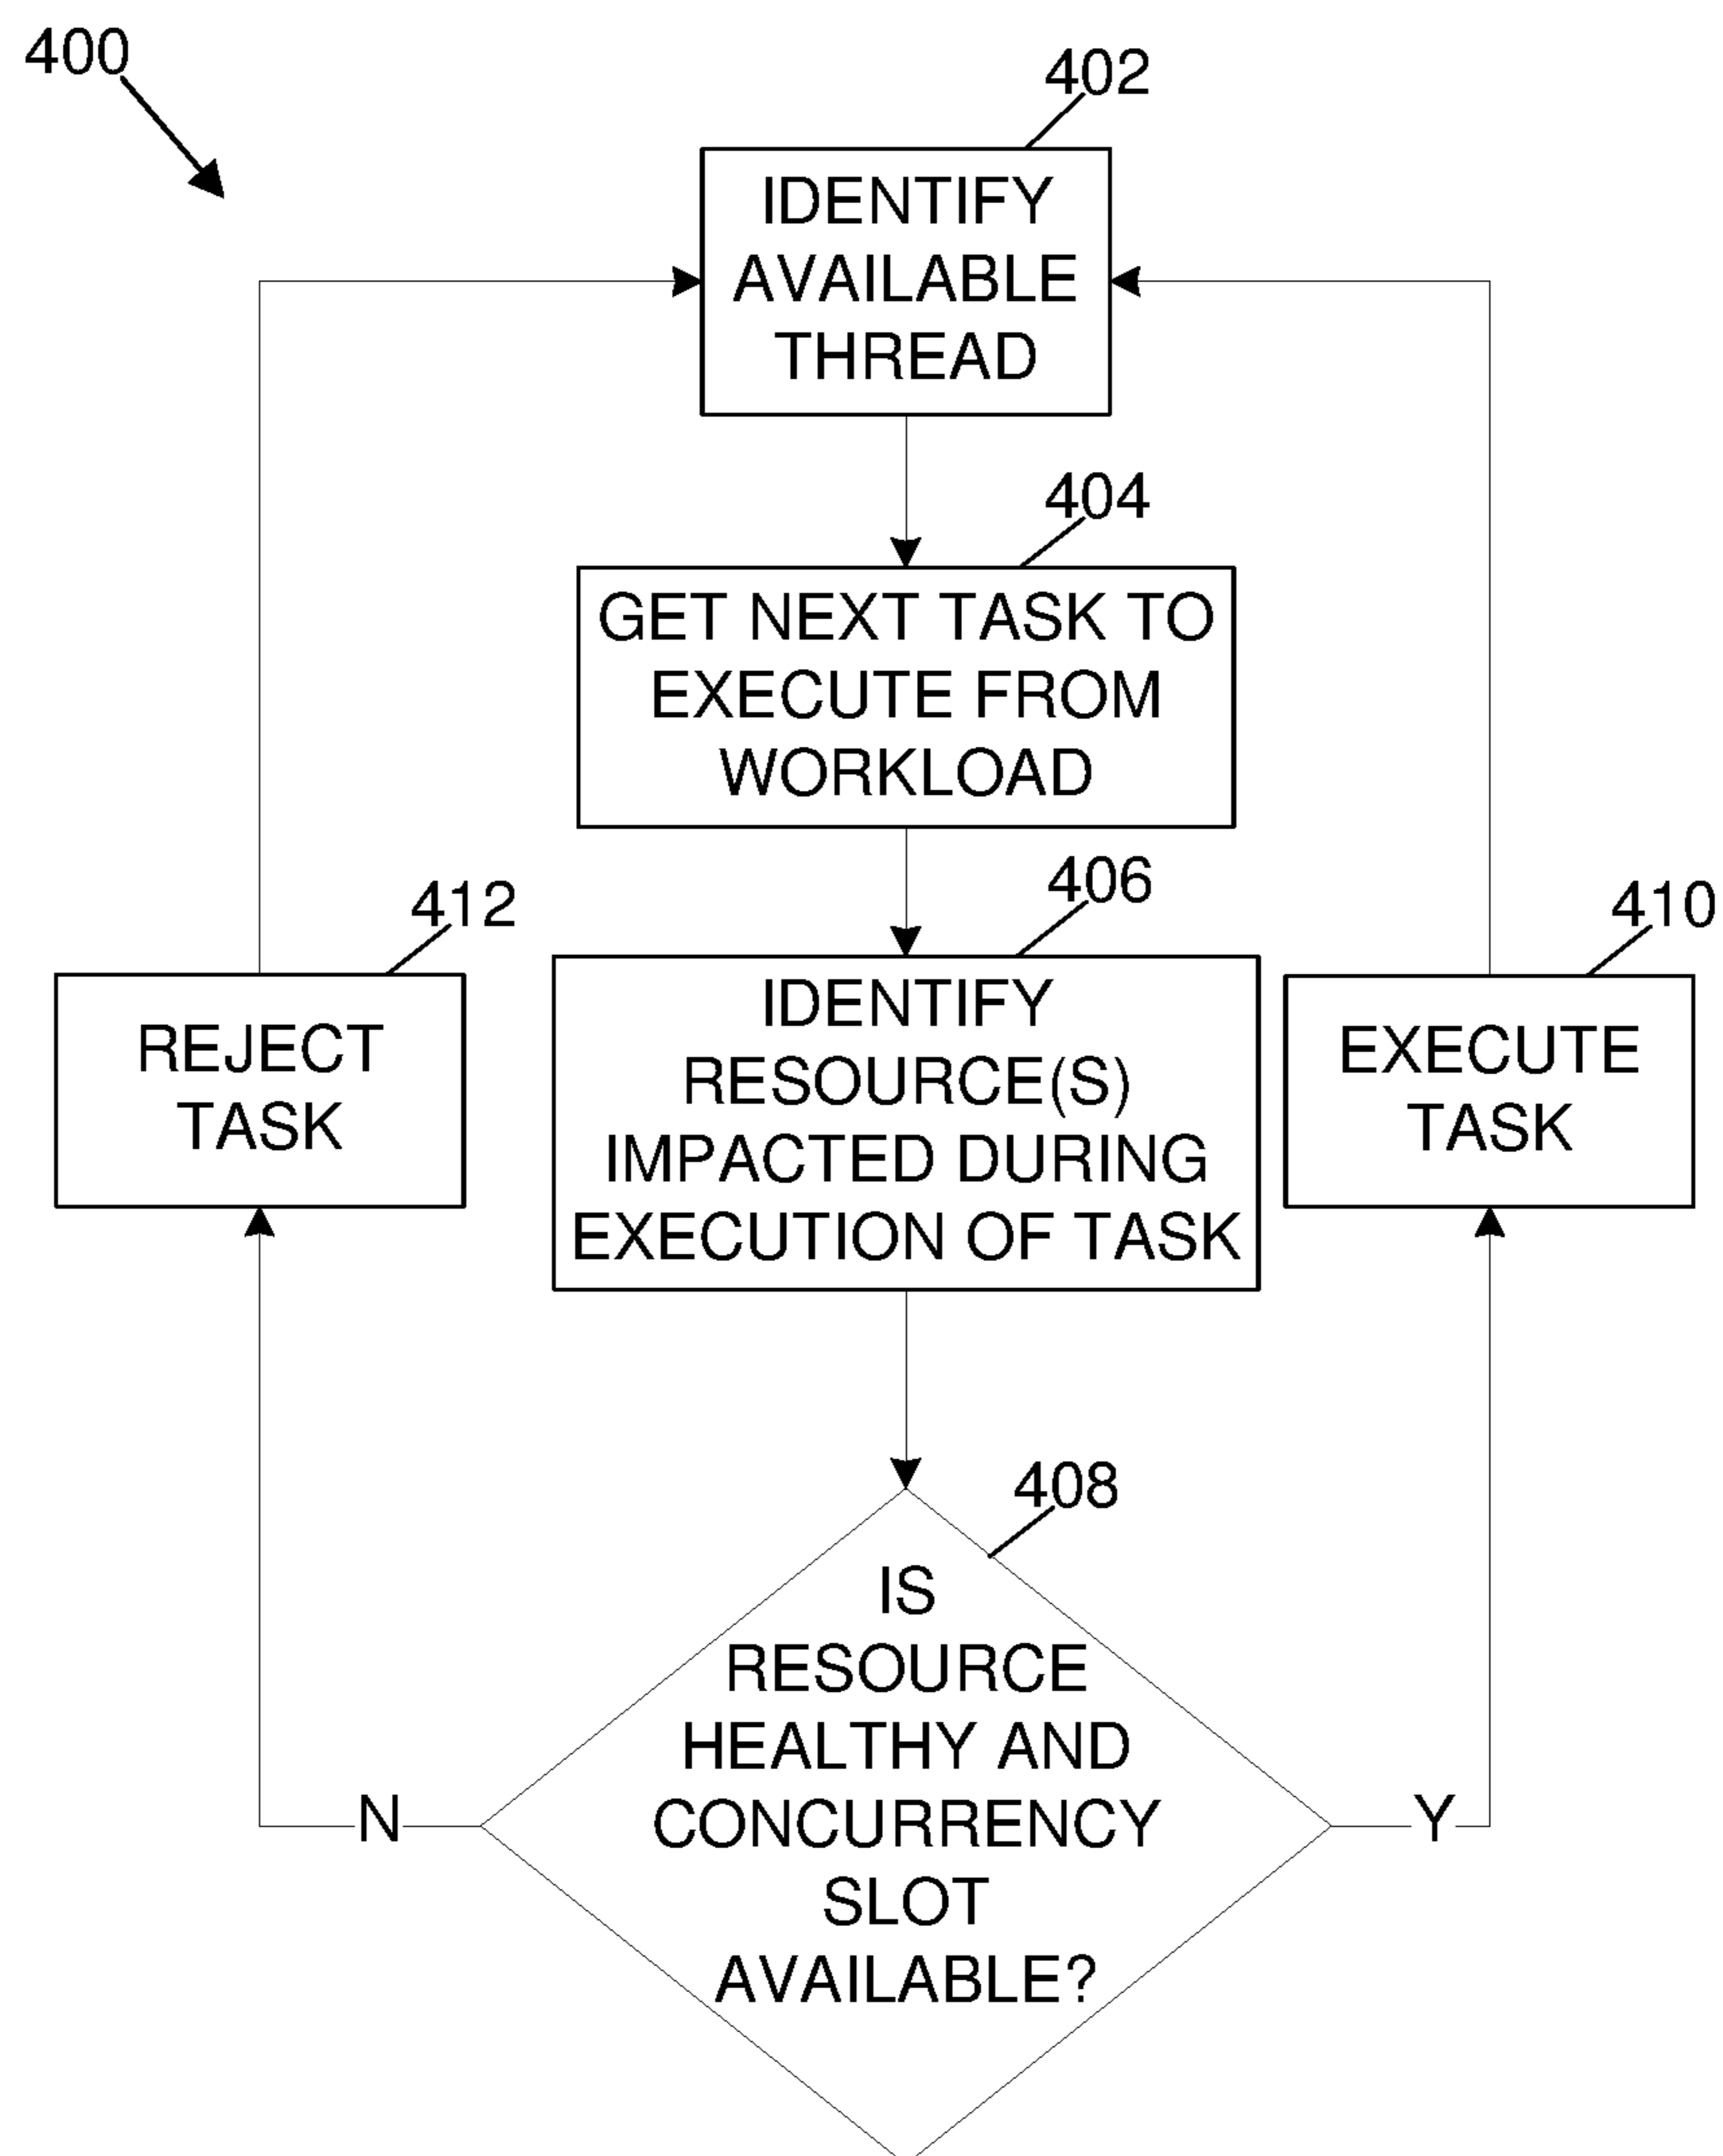 400
402
IDENTIFY
AVAILABLE
THREAD
404
GET NEXT TASK TO
EXECUTE FROM
WORKLOAD
406
IDENTIFY
RESOURCE(S)
IMPACTED DURING
EXECUTION OF TASK
412
REJECT
TASK
410
EXECUTE
TASK
408
IS
RESOURCE
HEALTHY AND
CONCURRENCY
SLOT
AVAILABLE?
N
Y